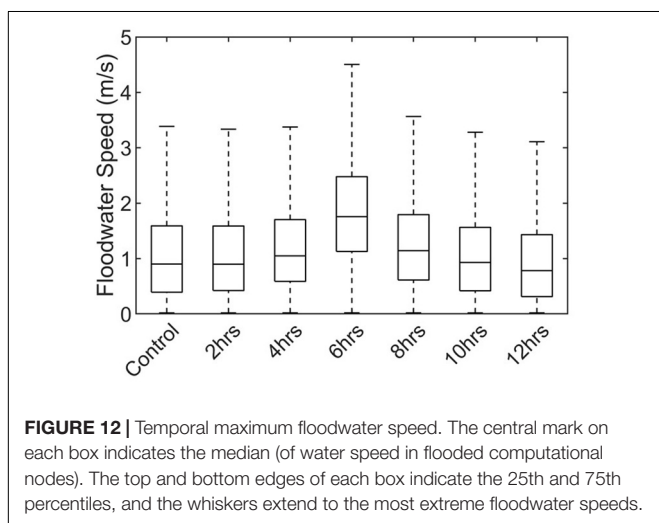 5
4
3
2
1
0
Floodwater Speed (m/s)
Control
2hrs
4hrs
6hrs
8hrs
10hrs
12hrs
FIGURE 12 | Temporal maximum floodwater speed. The central mark on
each box indicates the median (of water speed in flooded computational
nodes). The top and bottom edges of each box indicate the 25th and 75th
percentiles, and the whiskers extend to the most extreme floodwater speeds.